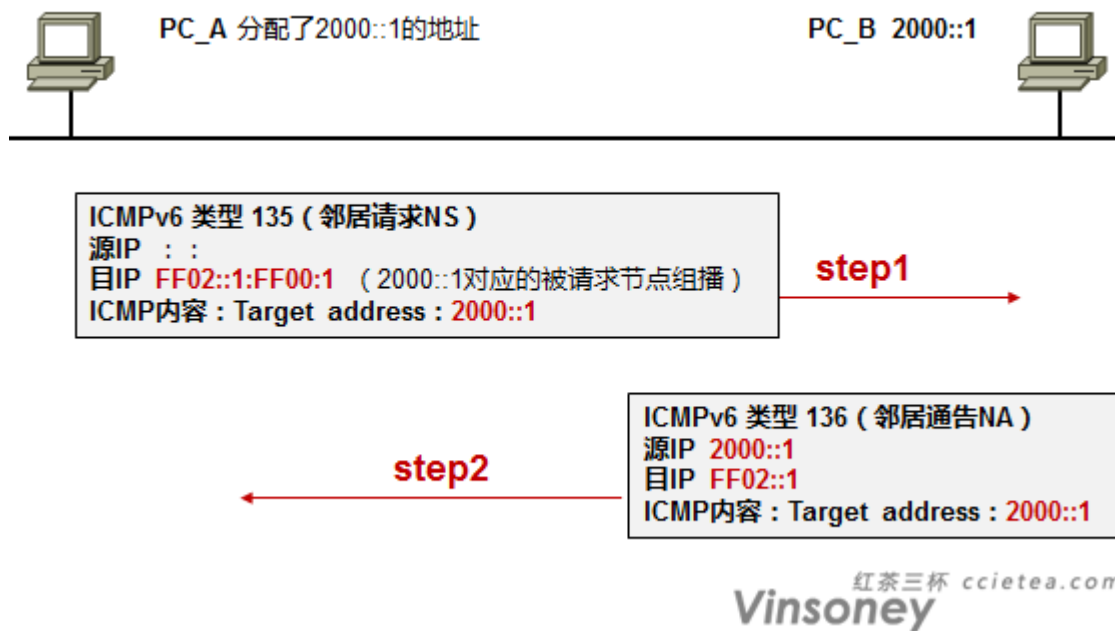 PC_A 分配了2000::1的地址
PC_B 2000::1
ICMPv6 类型 135（邻居请求NS）
源IP : :
目IP FF02::1:FF00:1 （2000::1对应的被请求节点组播）
ICMP内容：Target address：2000::1
step1
ICMPv6 类型 136（邻居通告NA）
源IP 2000::1
目IP FF02::1
ICMP内容：Target address：2000::1
step2
红茶三杯 ccietea.com
Vinsoney